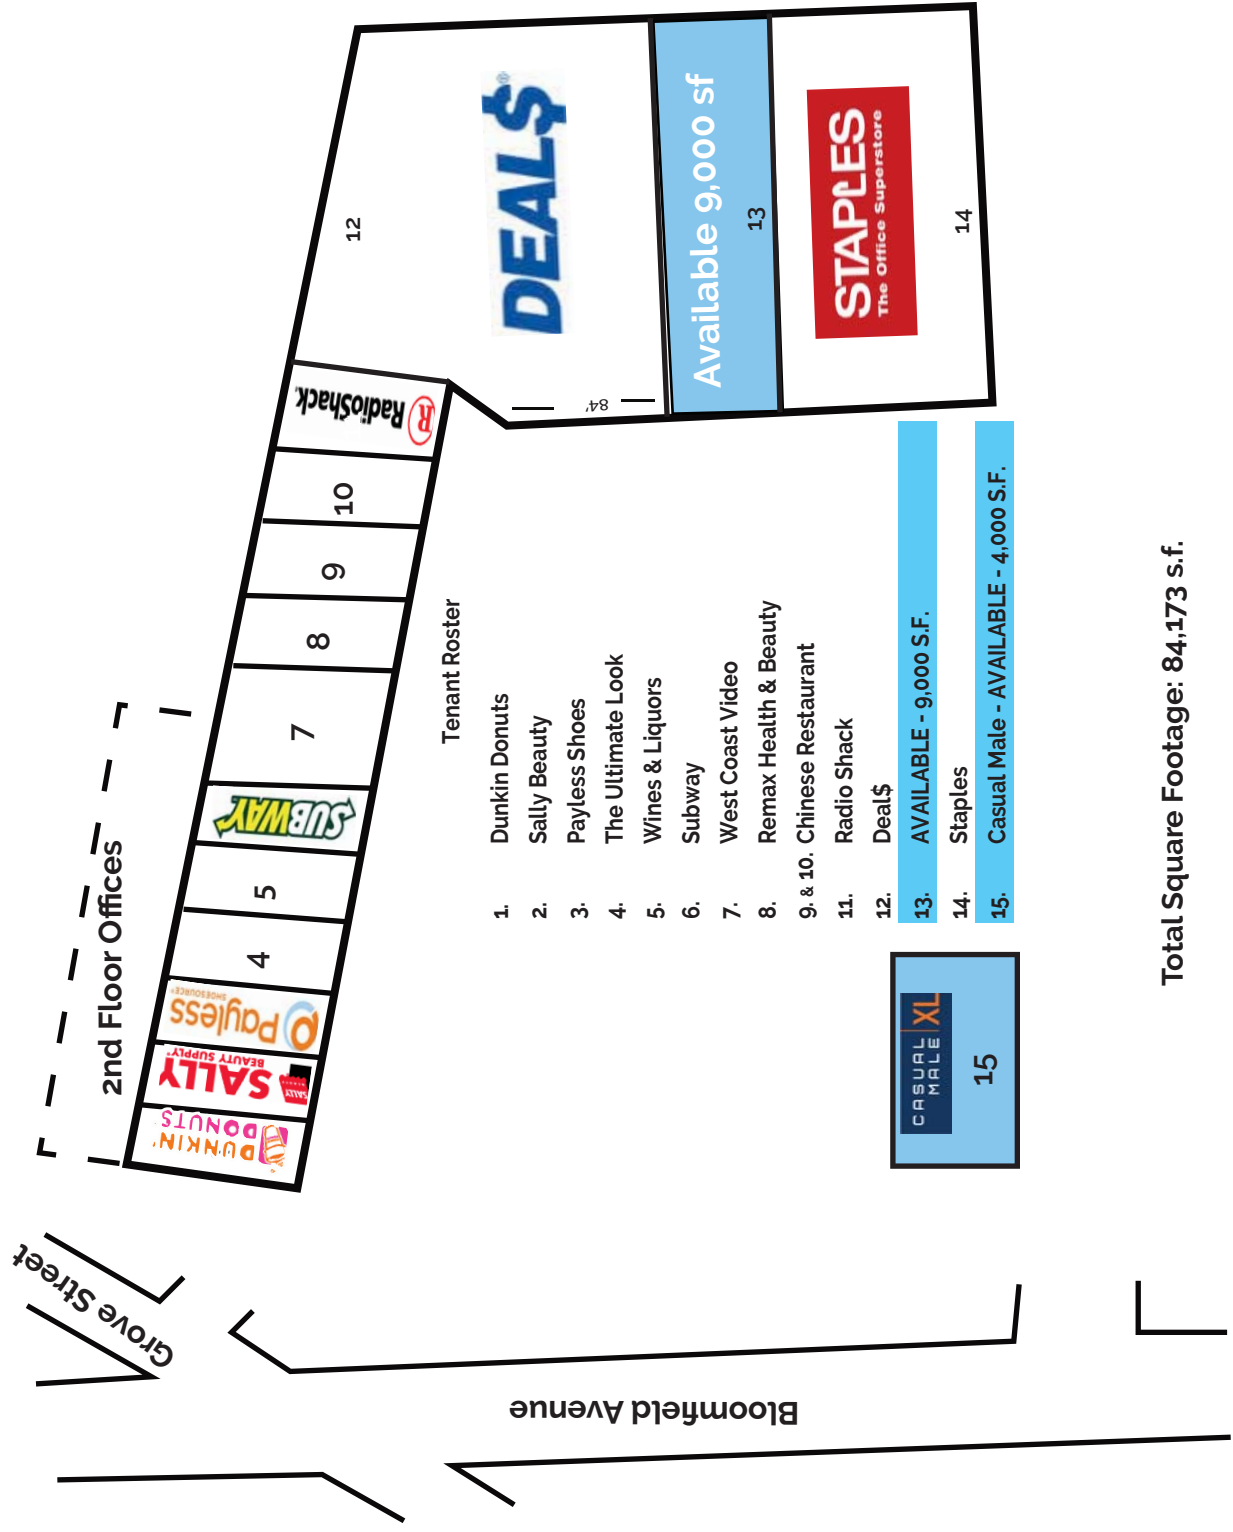 2nd Floor Offices
DUNKIN'
DONUTS
SALLY
BEAUTY SUPPLY
SALLY
Payless
SHOESOURCE
4
5
SUBWAY
7
8
9
10
R RadioShack.
12
DEAL$®
84'
Available 9,000 sf
13
STAPLES
The Office Superstore
14
Tenant Roster
1. Dunkin Donuts
2. Sally Beauty
3. Payless Shoes
4. The Ultimate Look
5. Wines & Liquors
6. Subway
7. West Coast Video
8. Remax Health & Beauty
9. & 10. Chinese Restaurant
11. Radio Shack
12. Deal$
13. AVAILABLE - 9,000 S.F.
14. Staples
15. Casual Male - AVAILABLE - 4,000 S.F.
CASUAL
MALE
XL
15
Total Square Footage: 84,173 s.f.
Grove Street
Bloomfield Avenue